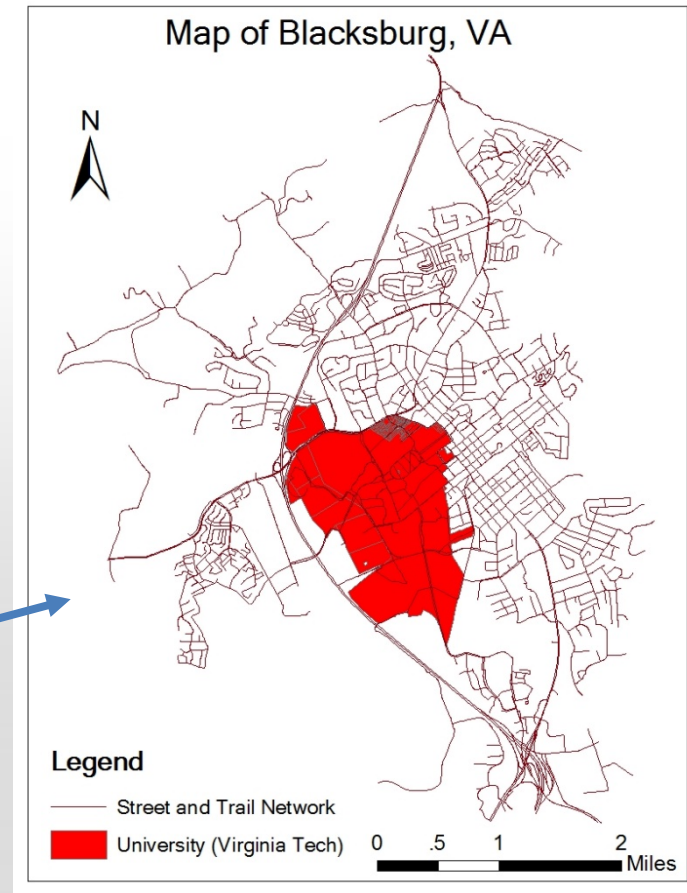 Map of Blacksburg, VA
N
Legend
Street and Trail Network
University (Virginia Tech)
0 .5 1 2
Miles